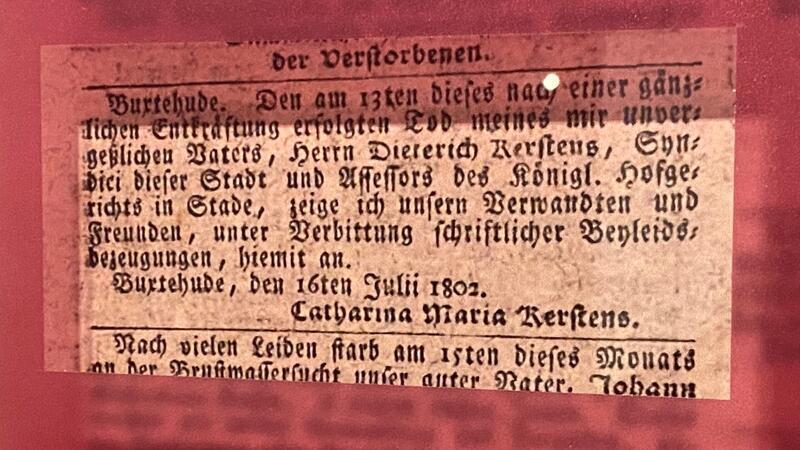 der Verstorbenen.
Buxtehude. Den am 13ten dieses nach einer gänz-
lichen Entkräftung erfolgten Tod meines mir unver-
geßlichen Vaters, Herrn Dieterich Kerstens, Syn-
dici dieser Stadt und Assessors des Königl. Hofge-
richts in Stade, zeige ich unsern Verwandten und
Freunden, unter Verbittung schriftlicher Beyleids-
bezeugungen, hiemit an.
Buxtehude, den 16ten Julii 1802.
Catharina Maria Kerstens.
Nach vielen Leiden starb am 15ten dieses Monats
an der Brustwassersucht unser guter Vater, Johann